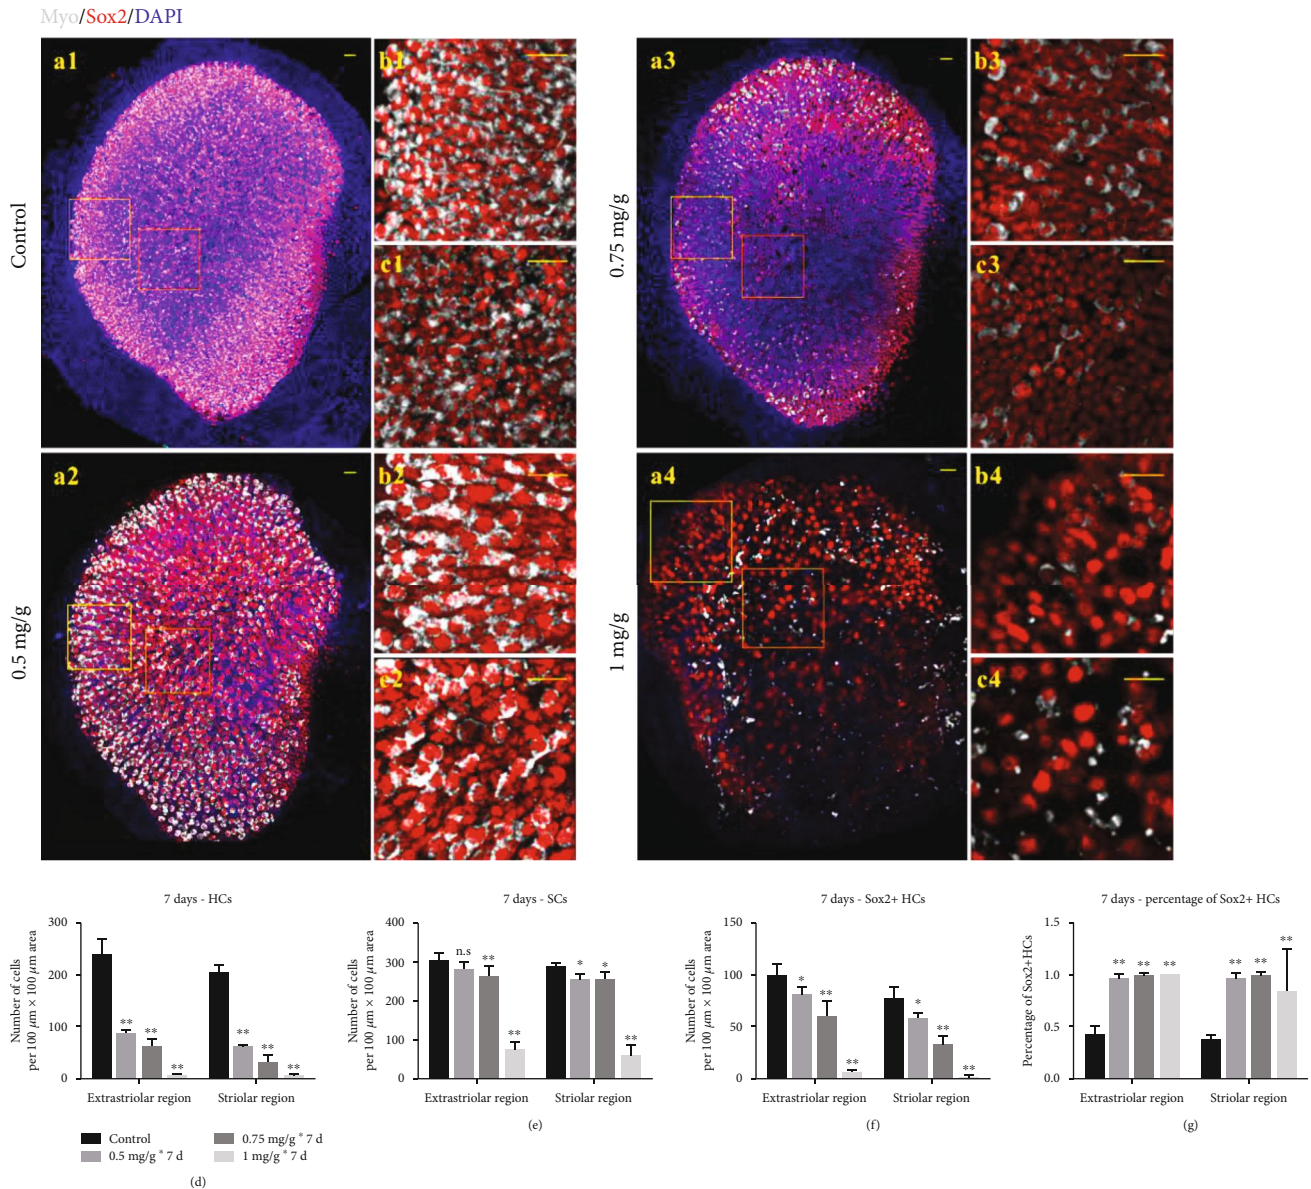 Myo/Sox2/DAPI
Control
a1
b1
c1
0.75 mg/g
a3
b3
c3
0.5 mg/g
a2
b2
c2
1 mg/g
a4
b4
c4
7 days - HCs
Number of cells
per 100 µm × 100 µm area
300
200
100
0
**
**
**
**
**
**
Extrastriolar region
Striolar region
Control
0.5 mg/g * 7 d
0.75 mg/g * 7 d
1 mg/g * 7 d
(d)
7 days - SCs
Number of cells
per 100 µm × 100 µm area
400
300
200
100
0
n.s
**
**
*
*
**
Extrastriolar region
Striolar region
(e)
7 days - Sox2+ HCs
Number of cells
per 100 µm × 100 µm area
150
100
50
0
*
**
**
*
**
**
Extrastriolar region
Striolar region
(f)
7 days - percentage of Sox2+ HCs
Percentage of Sox2+HCs
1.5
1.0
0.5
0.0
**
**
**
**
**
**
Extrastriolar region
Striolar region
(g)